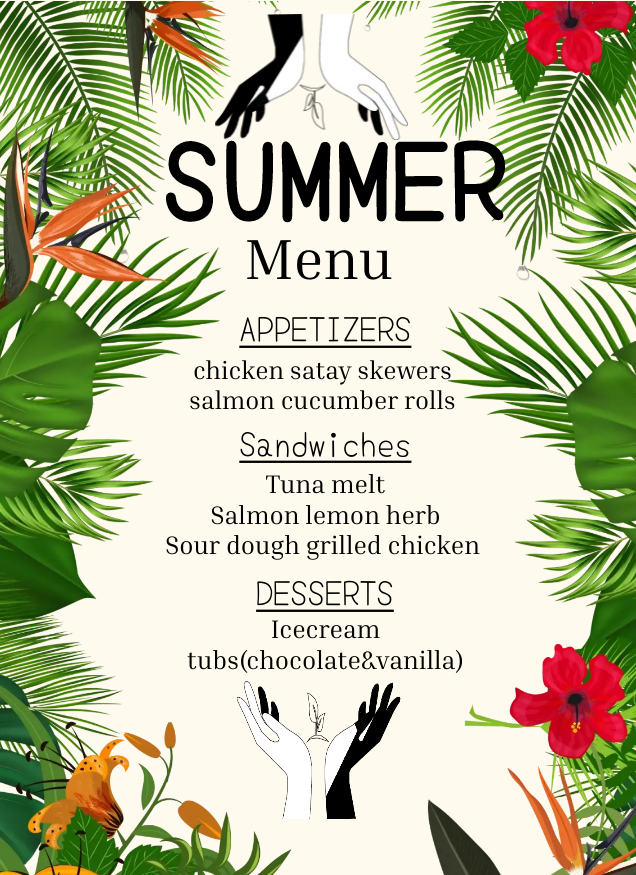 SUMMER
Menu
APPETIZERS
chicken satay skewers
salmon cucumber rolls
Sandwiches
Tuna melt
Salmon lemon herb
Sour dough grilled chicken
DESSERTS
Icecream
tubs(chocolate&vanilla)